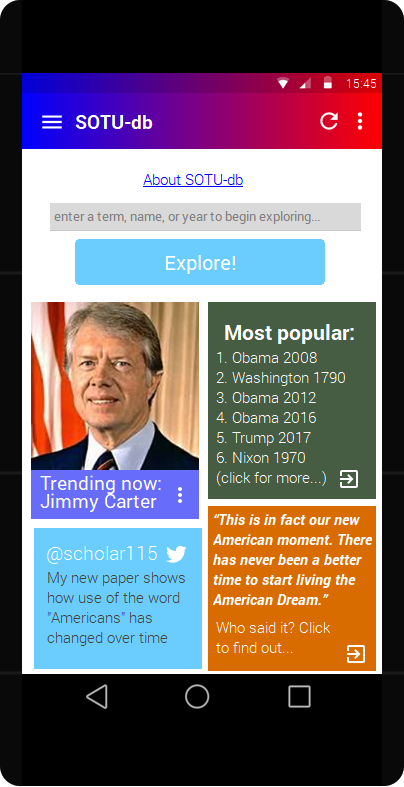 15:45
SOTU-db
About SOTU-db
enter a term, name, or year to begin exploring...
Explore!
Trending now:
Jimmy Carter
Most popular:
1. Obama 2008
2. Washington 1790
3. Obama 2012
4. Obama 2016
5. Trump 2017
6. Nixon 1970
(click for more...)
@scholar115
My new paper shows
how use of the word
"Americans" has
changed over time
“This is in fact our new
American moment. There
has never been a better
time to start living the
American Dream.”
Who said it? Click
to find out...